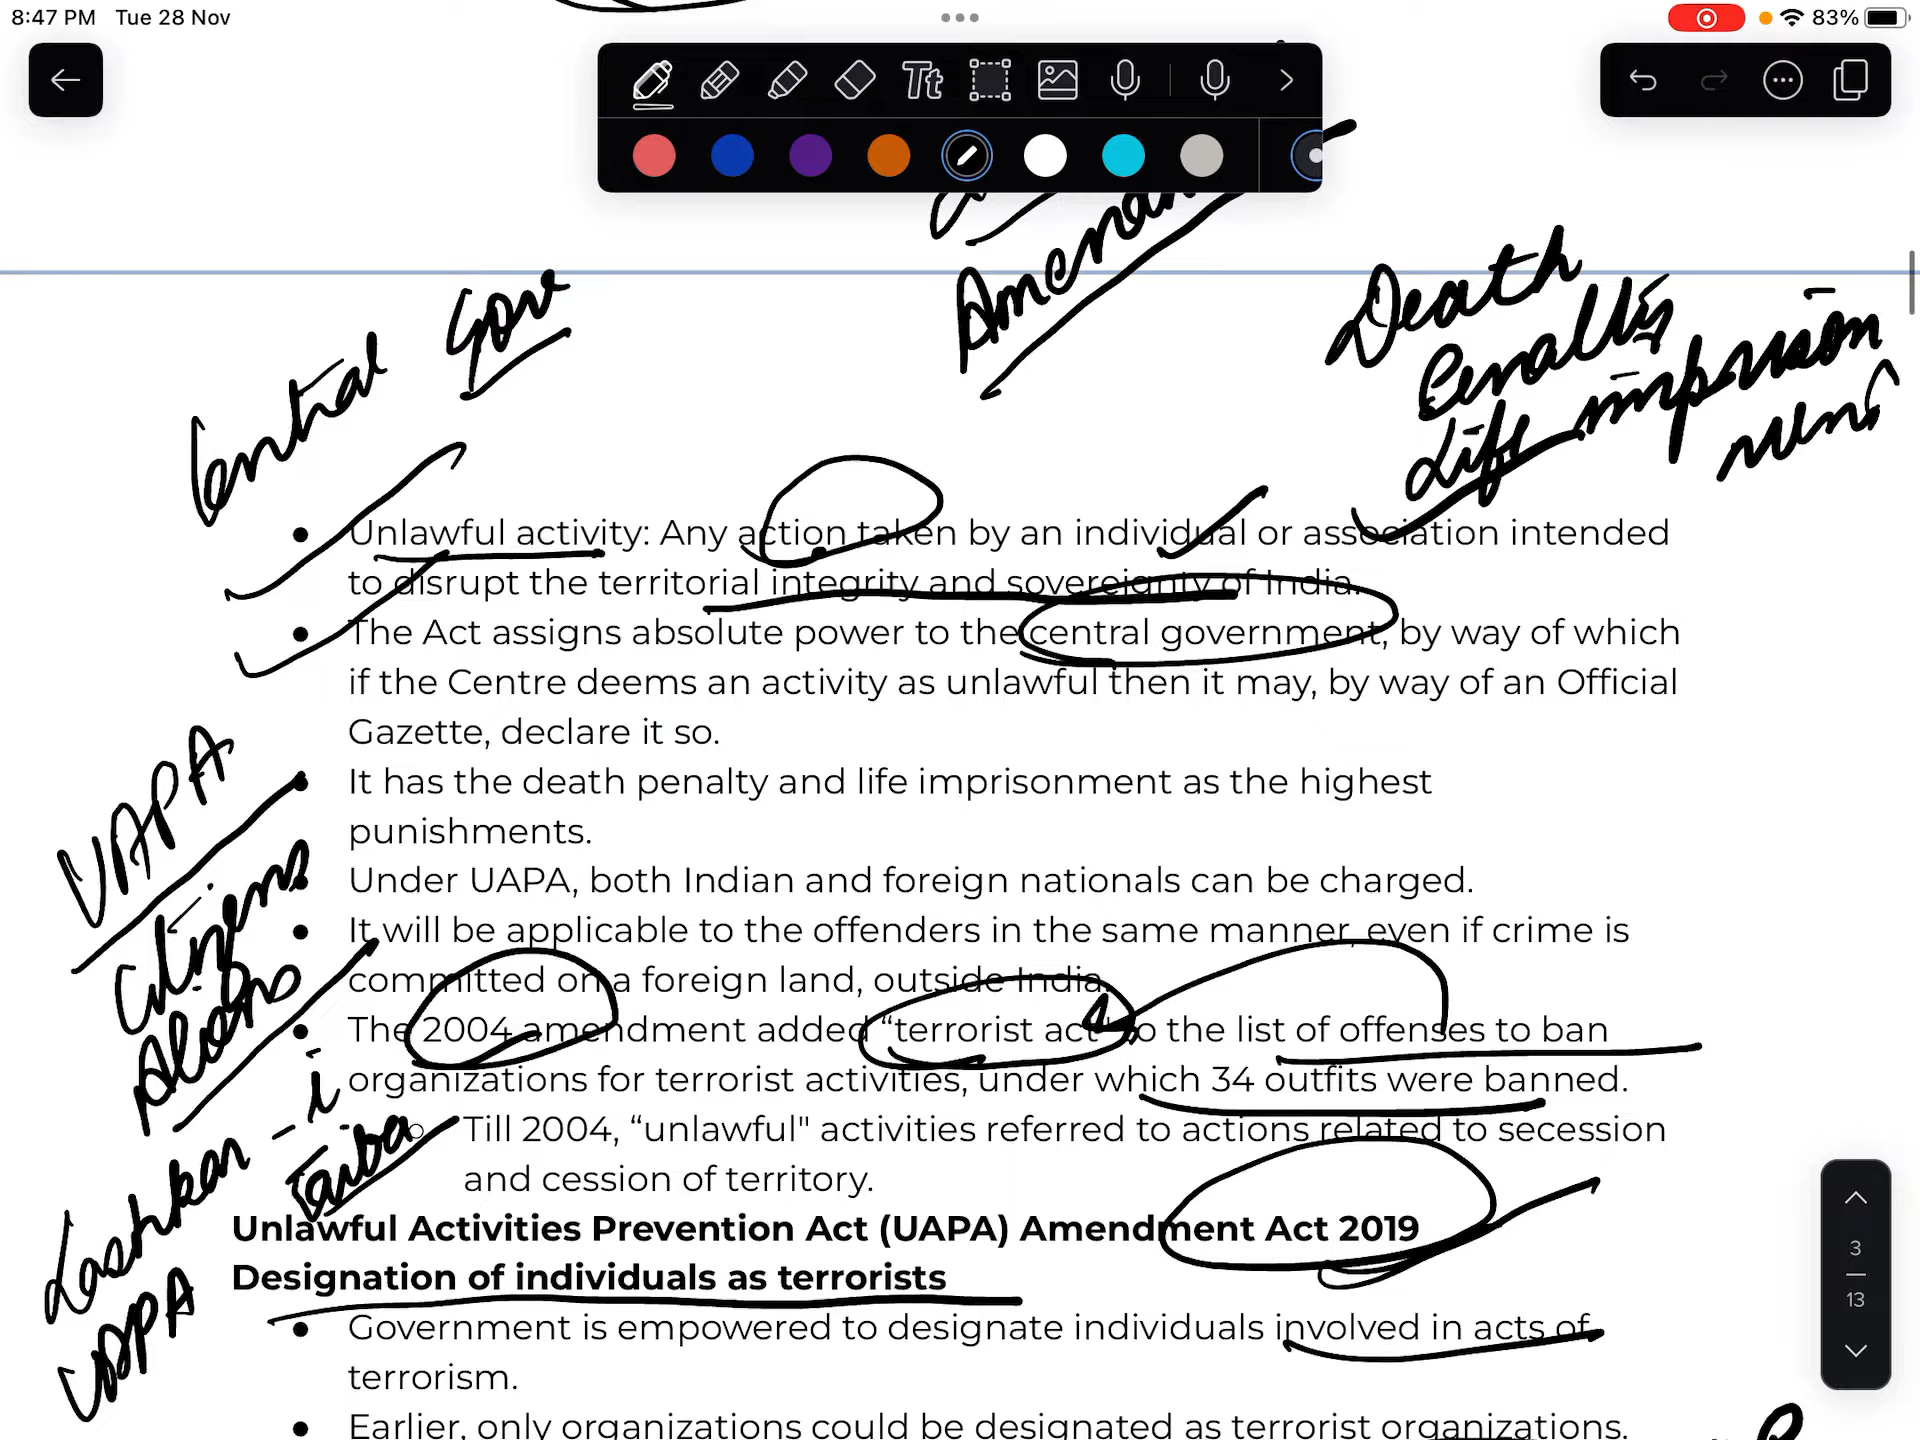 8:47 PM Tue 28 Nov
83%
Tt
Amendm
Central Gov
Death
Penalty
Life imprison
ment
Unlawful activity: Any action taken by an individual or association intended
to disrupt the territorial integrity and sovereignty of India.
The Act assigns absolute power to the central government, by way of which
if the Centre deems an activity as unlawful then it may, by way of an Official
Gazette, declare it so.
UAPA
It has the death penalty and life imprisonment as the highest
punishments.
Citizens
Under UAPA, both Indian and foreign nationals can be charged.
It will be applicable to the offenders in the same manner, even if crime is
committed on a foreign land, outside India.
The 2004 amendment added “terrorist act" to the list of offenses to ban
organizations for terrorist activities, under which 34 outfits were banned.
Till 2004, “unlawful" activities referred to actions related to secession
and cession of territory.
Lashkar-i
Taiba
UAPA
Unlawful Activities Prevention Act (UAPA) Amendment Act 2019
Designation of individuals as terrorists
Government is empowered to designate individuals involved in acts of
terrorism.
Earlier, only organizations could be designated as terrorist organizations.
3
13